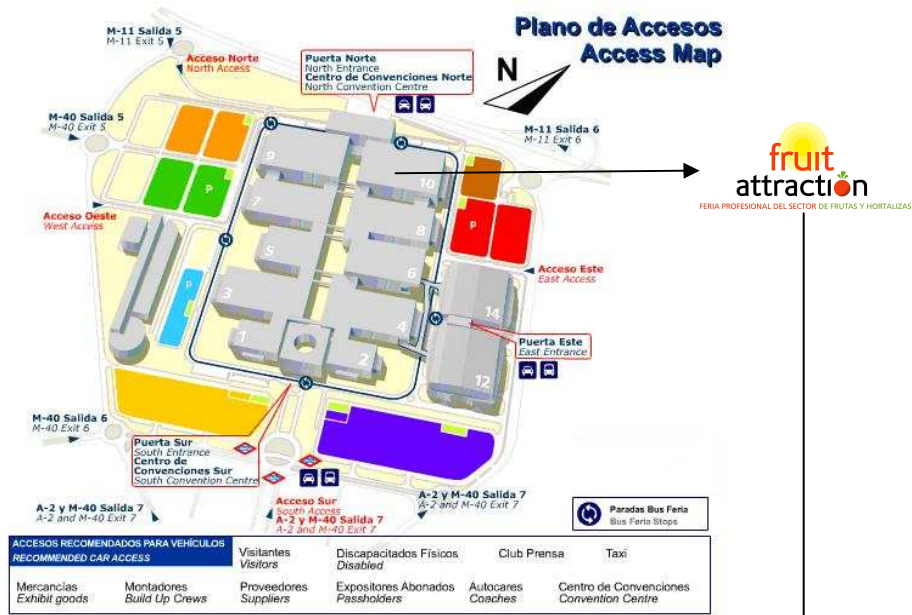 Plano de Accesos
Access Map
M-11 Salida 5
M-11 Exit 5
Acceso Norte
North Access
Puerta Norte
North Entrance
Centro de Convenciones Norte
North Convention Centre
N
M-40 Salida 5
M-40 Exit 5
M-11 Salida 6
M-11 Exit 6
fruit
attraction
FERIA PROFESIONAL DEL SECTOR DE FRUTAS Y HORTALIZAS
9
10
P
7
8
P
Acceso Oeste
West Access
5
6
Acceso Este
East Access
P
3
4
14
1
2
12
Puerta Este
East Entrance
M-40 Salida 6
M-40 Exit 6
Puerta Sur
South Entrance
Centro de
Convenciones Sur
South Convention Centre
A-2 y M-40 Salida 7
A-2 and M-40 Exit 7
Acceso Sur
South Access
A-2 y M-40 Salida 7
A-2 and M-40 Exit 7
A-2 y M-40 Salida 7
A-2 and M-40 Exit 7
Paradas Bus Feria
Bus Feria Stops
ACCESOS RECOMENDADOS PARA VEHÍCULOS
RECOMMENDED CAR ACCESS
Visitantes
Visitors
Discapacitados Físicos
Disabled
Club Prensa
Taxi
Mercancías
Exhibit goods
Montadores
Build Up Crews
Proveedores
Suppliers
Expositores Abonados
Passholders
Autocares
Coaches
Centro de Convenciones
Convention Centre